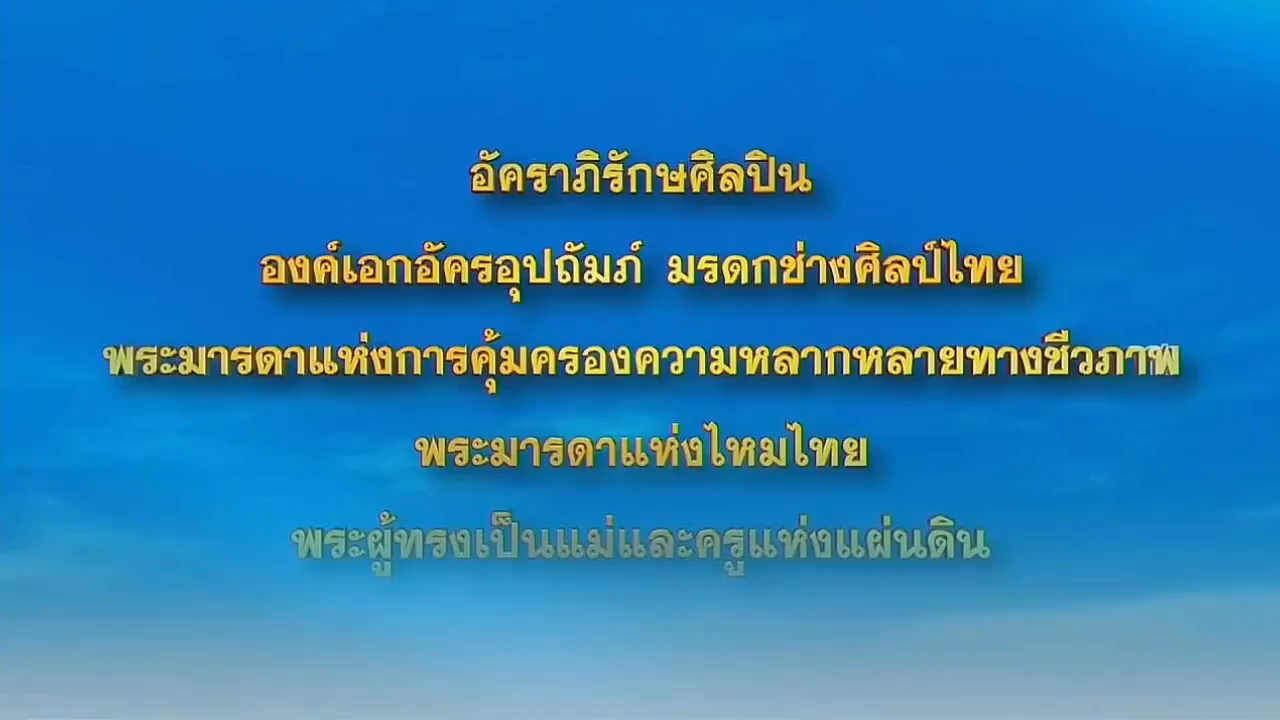 อัคราภิรักษศิลปิน
องค์เอกอัครอุปถัมภ์ มรดกช่างศิลป์ไทย
พระมารดาแห่งการคุ้มครองความหลากหลายทางชีวภาพ
พระมารดาแห่งไหมไทย
พระผู้ทรงเป็นแม่และครูแห่งแผ่นดิน